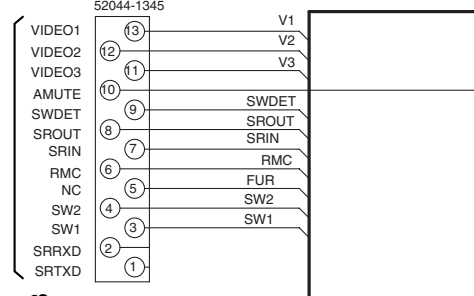 52044-1345
VIDEO1 13 V1
VIDEO2 12 V2
VIDEO3 11 V3
AMUTE 10
SWDET 9 SWDET
SROUT 8 SROUT
SRIN 7 SRIN
RMC 6 RMC
NC 5 FUR
SW2 4 SW2
SW1 3 SW1
SRRXD 2
SRTXD 1